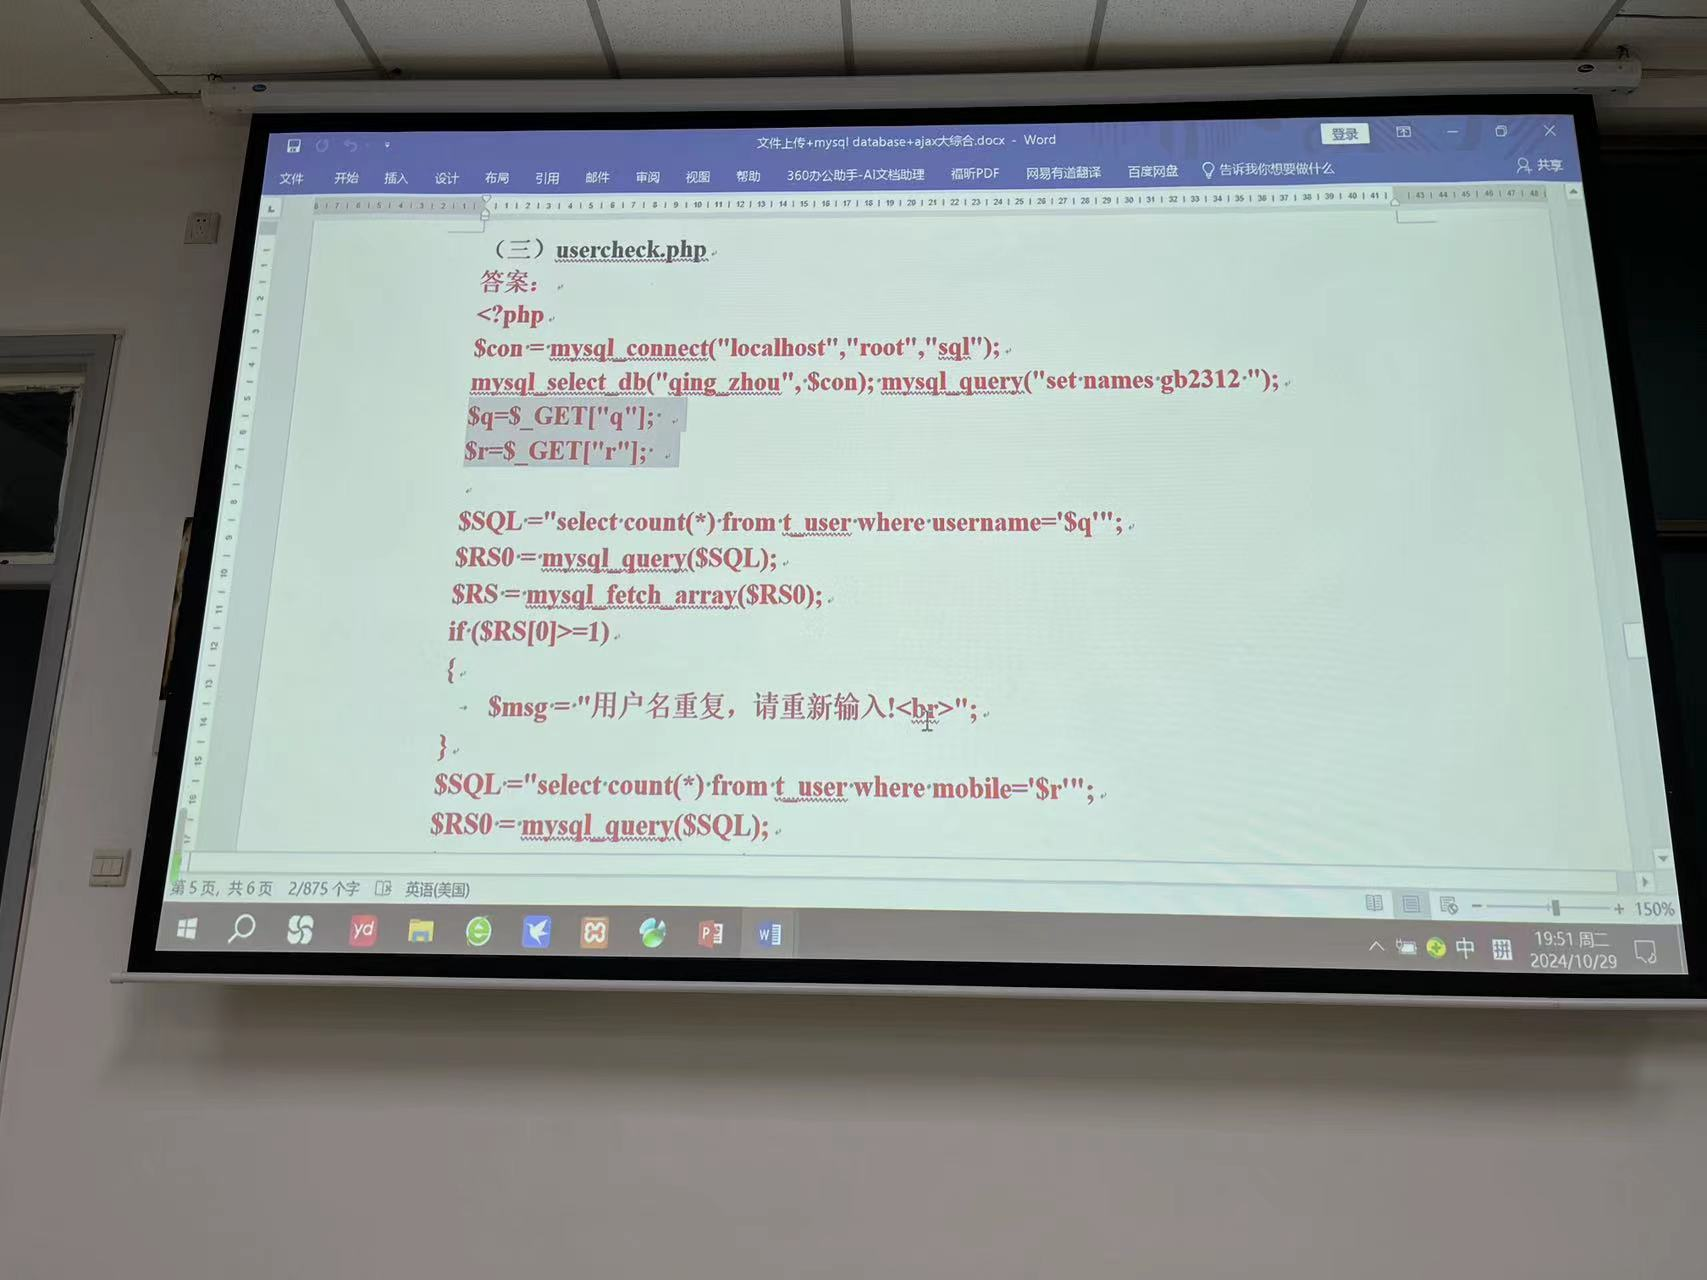 文件上传+mysql database+ajax大综合.docx - Word
登录
文件 开始 插入 设计 布局 引用 邮件 审阅 视图 帮助 360办公助手-AI文档助理 福昕PDF 网易有道翻译 百度网盘 告诉我你想要做什么 共享
（三）usercheck.php
答案：
<?php
$con = mysql_connect("localhost","root","sql");
mysql_select_db("qing_zhou", $con); mysql_query("set names gb2312 ");
$q=$_GET["q"];
$r=$_GET["r"];
$SQL ="select count(*) from t_user where username='$q'";
$RS0 = mysql_query($SQL);
$RS = mysql_fetch_array($RS0);
if ($RS[0]>=1)
{
$msg = "用户名重复，请重新输入!<br>";
}
$SQL ="select count(*) from t_user where mobile='$r'";
$RS0 = mysql_query($SQL);
第5页, 共6页 2/875个字 英语(美国) 150%
yd
中 拼 19:51 周二
2024/10/29